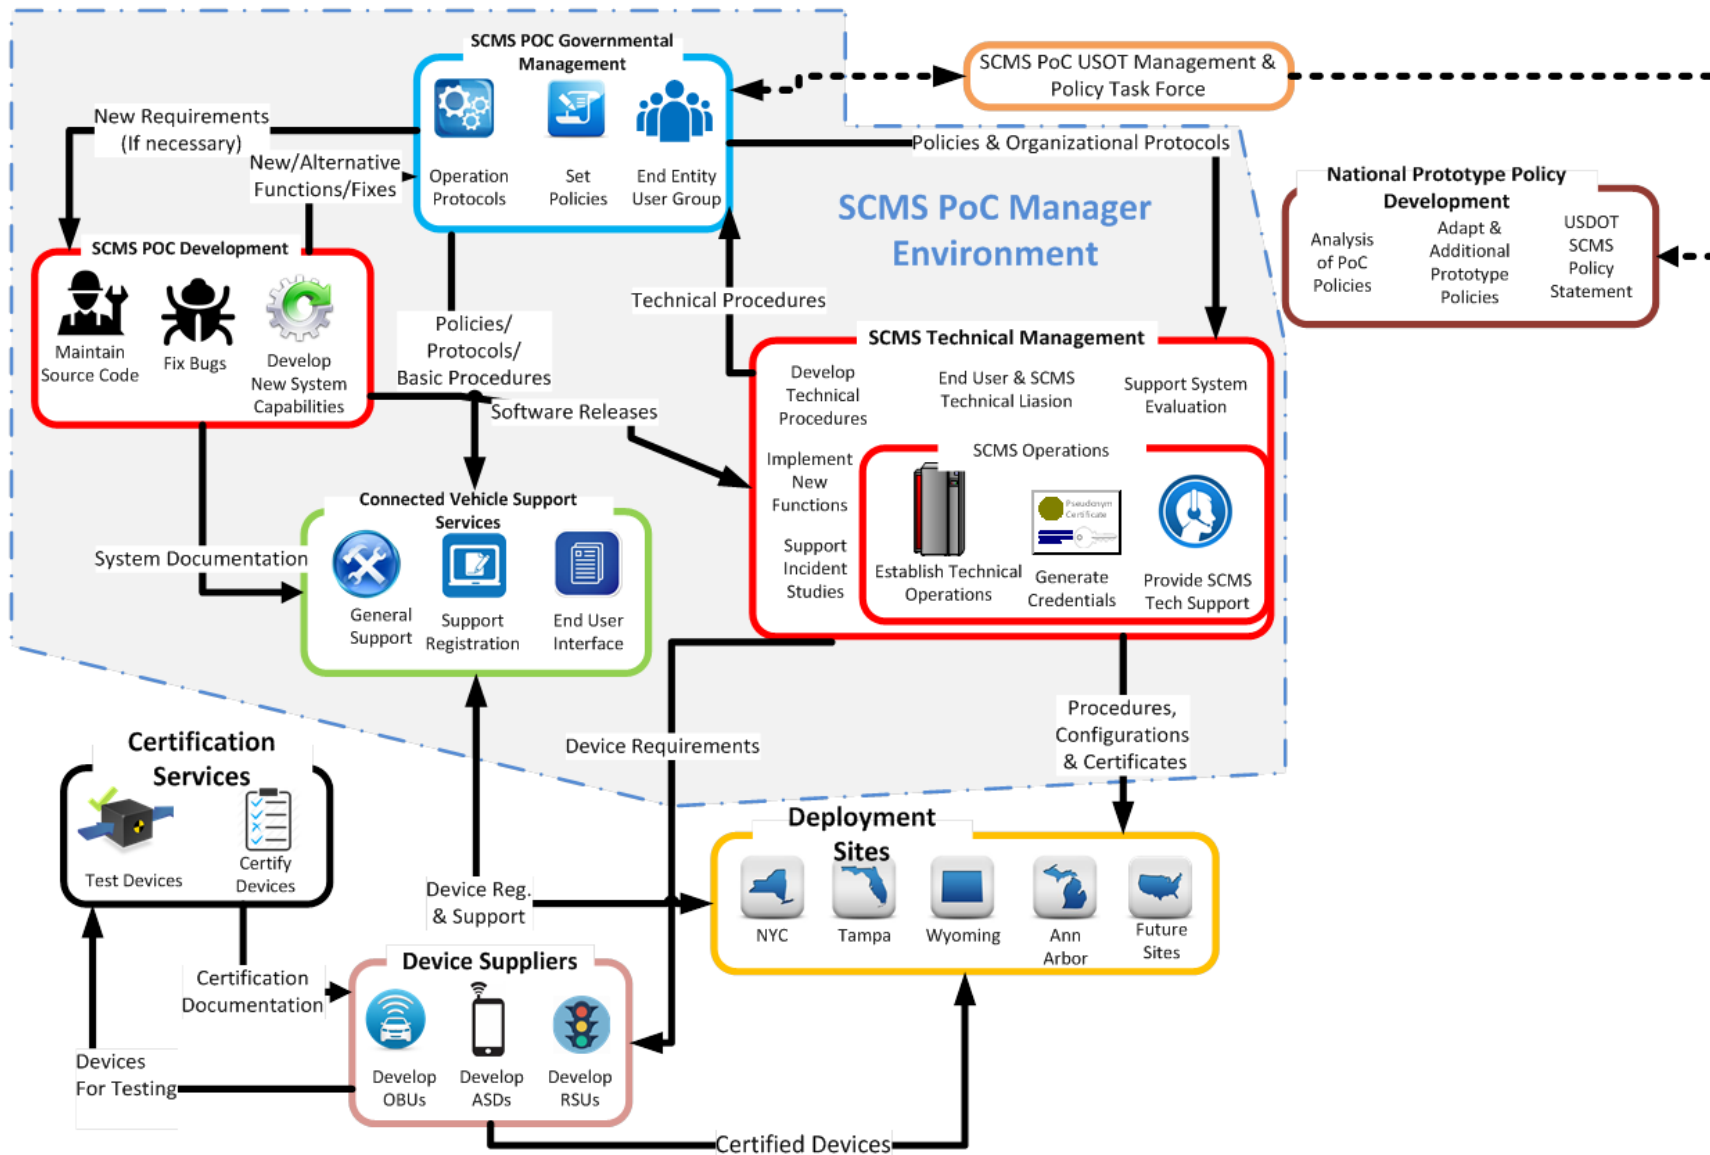 SCMS POC Governmental
Management
Operation
Protocols
Set
Policies
End Entity
User Group
SCMS PoC USOT Management &
Policy Task Force
New Requirements
(If necessary)
New/Alternative
Functions/Fixes
Policies & Organizational Protocols
SCMS PoC Manager
Environment
National Prototype Policy
Development
Analysis
of PoC
Policies
Adapt &
Additional
Prototype
Policies
USDOT
SCMS
Policy
Statement
SCMS POC Development
Maintain
Source Code
Fix Bugs
Develop
New System
Capabilities
Technical Procedures
Policies/
Protocols/
Basic Procedures
Software Releases
SCMS Technical Management
Develop
Technical
Procedures
End User & SCMS
Technical Liasion
Support System
Evaluation
Implement
New
Functions
Support
Incident
Studies
SCMS Operations
Pseudonym
Certificate
Establish Technical
Operations
Generate
Credentials
Provide SCMS
Tech Support
System Documentation
Connected Vehicle Support
Services
General
Support
Support
Registration
End User
Interface
Device Requirements
Procedures,
Configurations
& Certificates
Certification
Services
Test Devices
Certify
Devices
Device Reg.
& Support
Deployment
Sites
NYC
Tampa
Wyoming
Ann
Arbor
Future
Sites
Certification
Documentation
Device Suppliers
Develop
OBUs
Develop
ASDs
Develop
RSUs
Devices
For Testing
Certified Devices